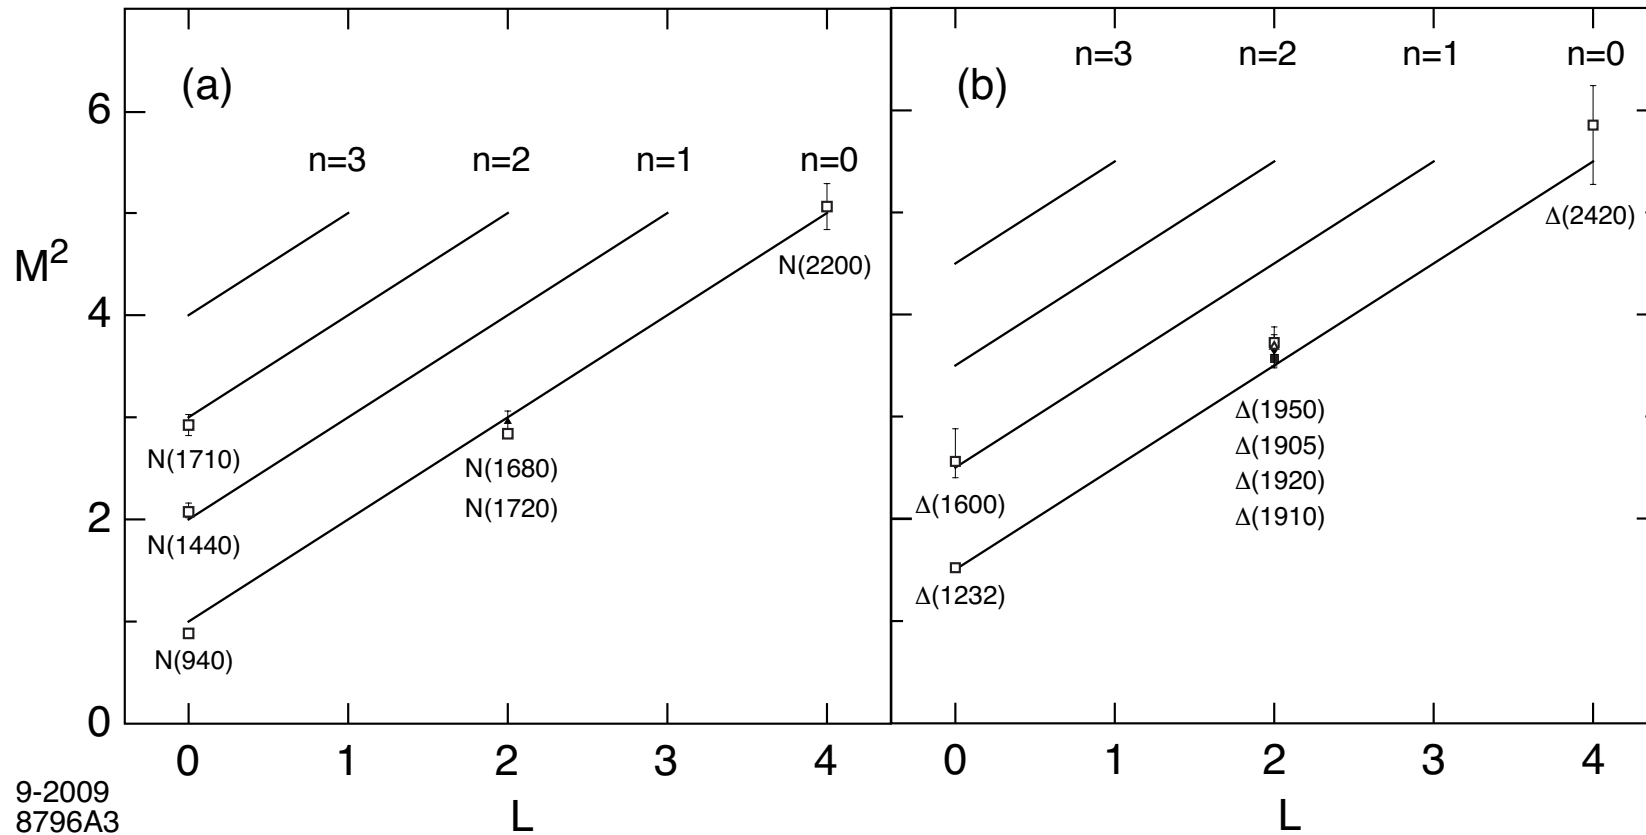 (a)
n=3 n=2 n=1 n=0
M²
6
4
2
0
N(2200)
N(1710)
N(1680)
N(1720)
N(1440)
N(940)
0 1 2 3 4
L
n=3 n=2 n=1 n=0
(b)
Δ(2420)
Δ(1950)
Δ(1905)
Δ(1920)
Δ(1910)
Δ(1600)
Δ(1232)
0 1 2 3 4
L
9-2009
8796A3